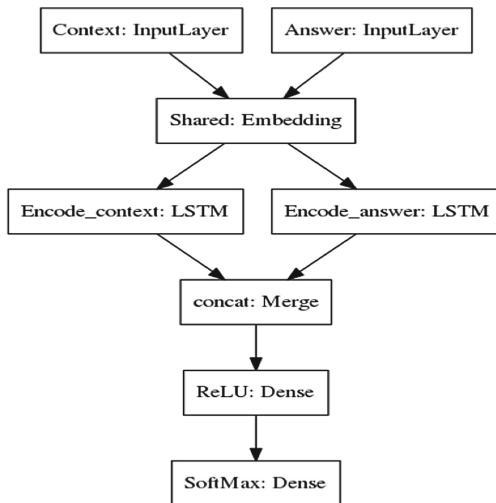 Context: InputLayer
Answer: InputLayer
Shared: Embedding
Encode_context: LSTM
Encode_answer: LSTM
concat: Merge
ReLU: Dense
SoftMax: Dense